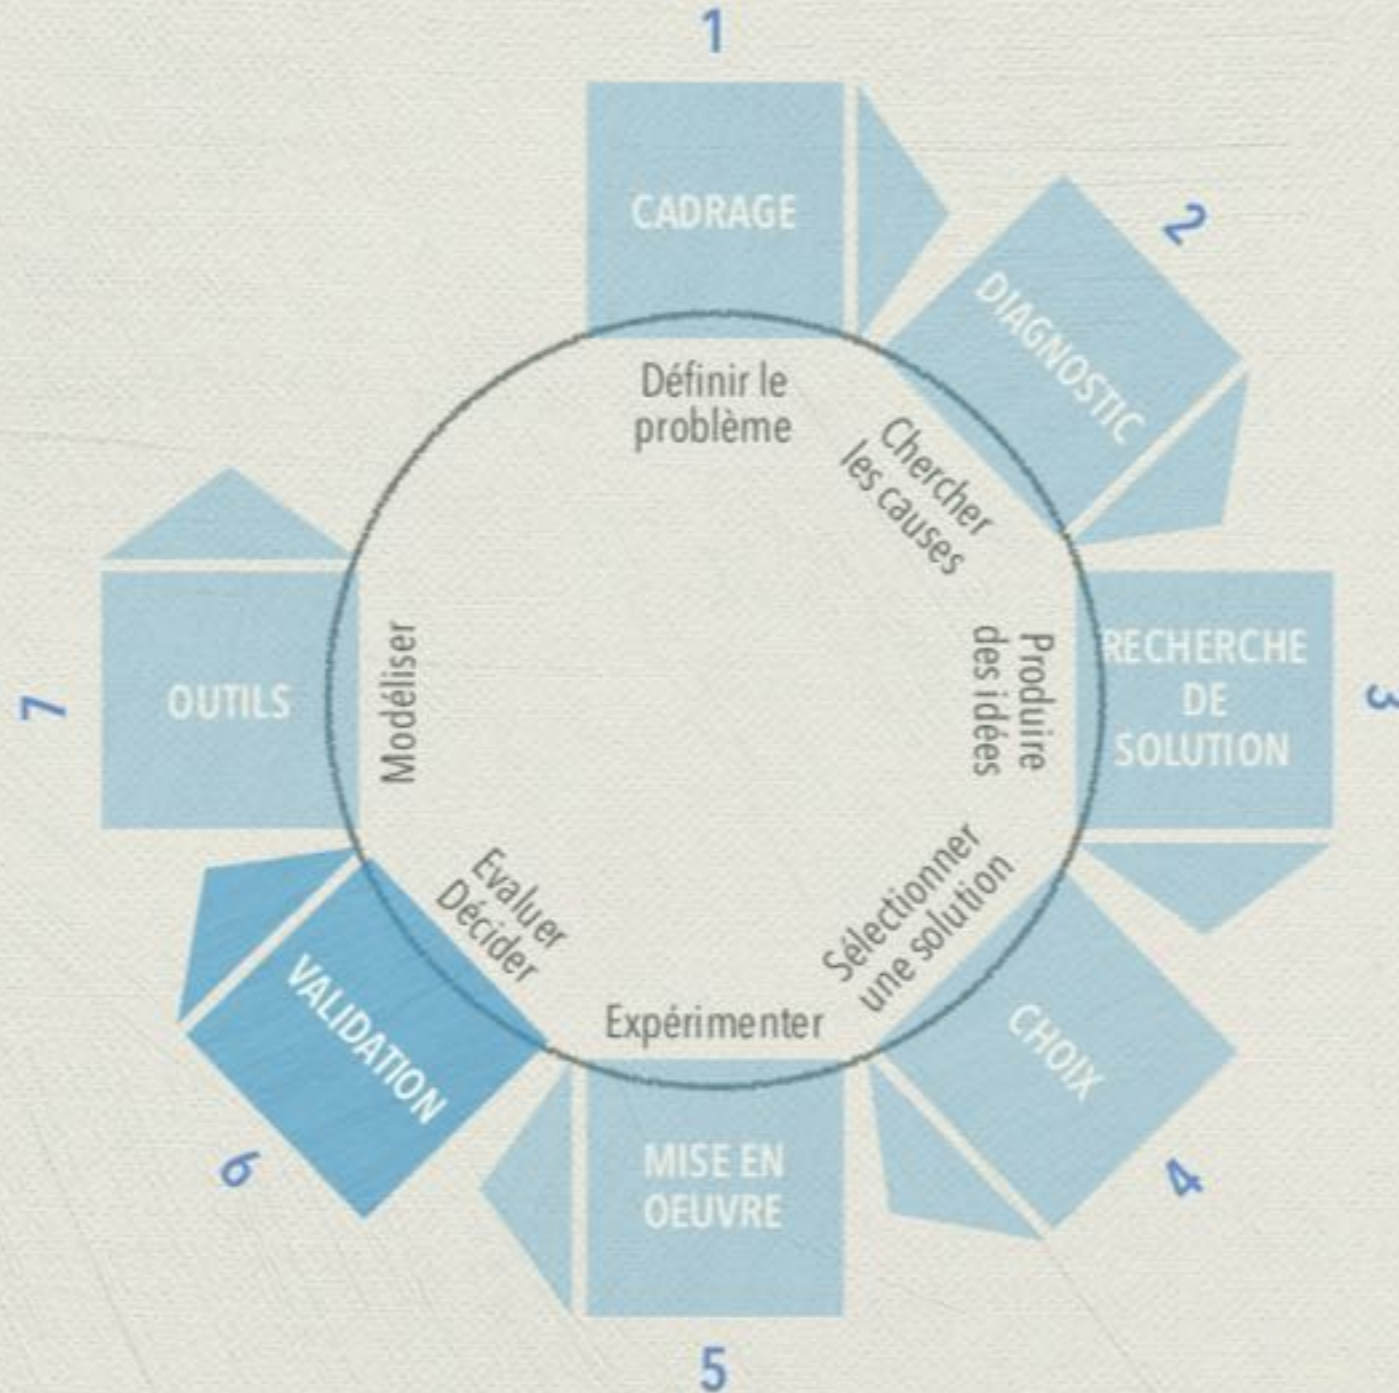 1
CADRAGE
Définir le
problème
2
DIAGNOSTIC
Chercher
les causes
3
RECHERCHE
DE
SOLUTION
Produire
des idées
4
CHOIX
Sélectionner
une solution
5
MISE EN
OEUVRE
Expérimenter
6
VALIDATION
Evaluer
Décider
7
OUTILS
Modéliser